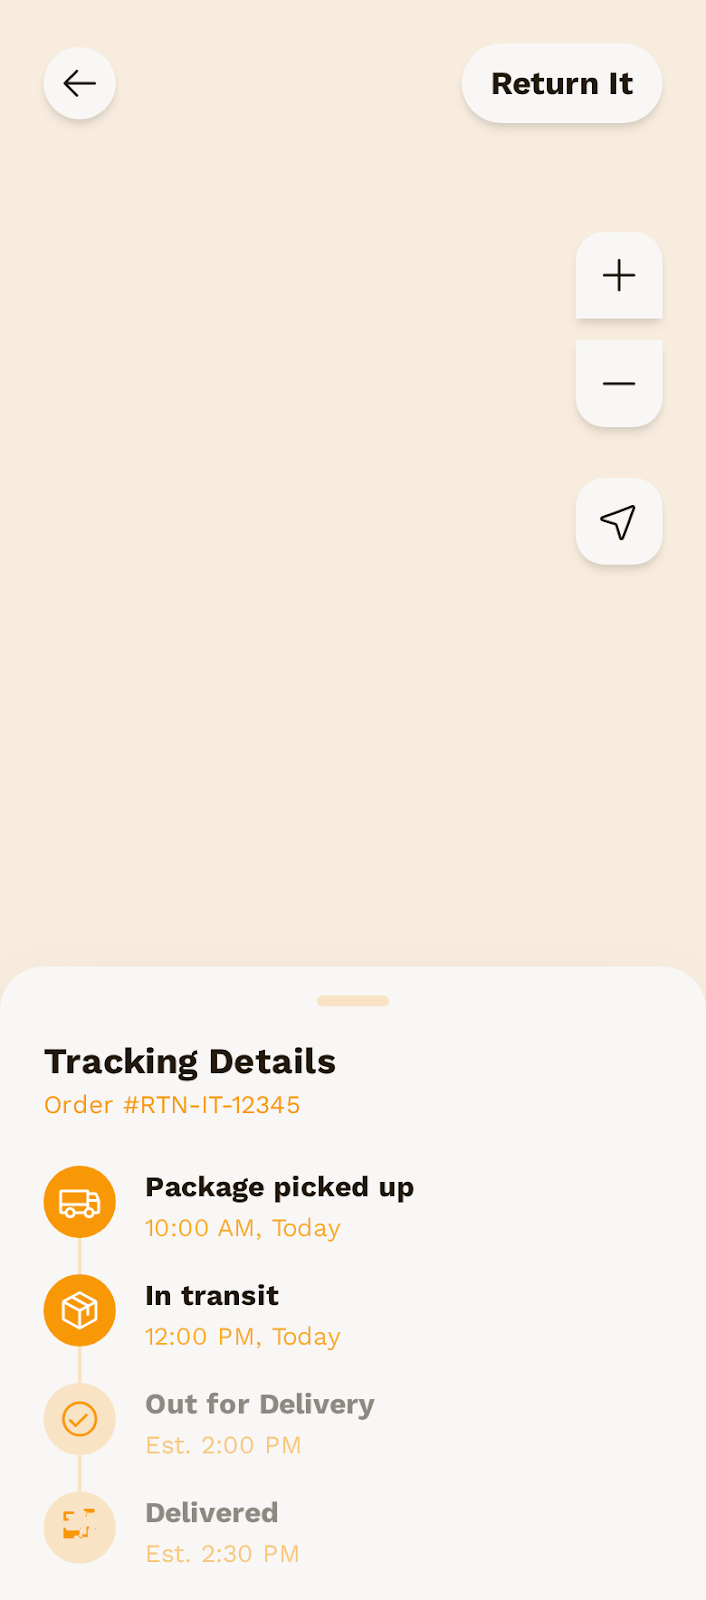 Return It
Tracking Details
Order #RTN-IT-12345
Package picked up
10:00 AM, Today
In transit
12:00 PM, Today
Out for Delivery
Est. 2:00 PM
Delivered
Est. 2:30 PM